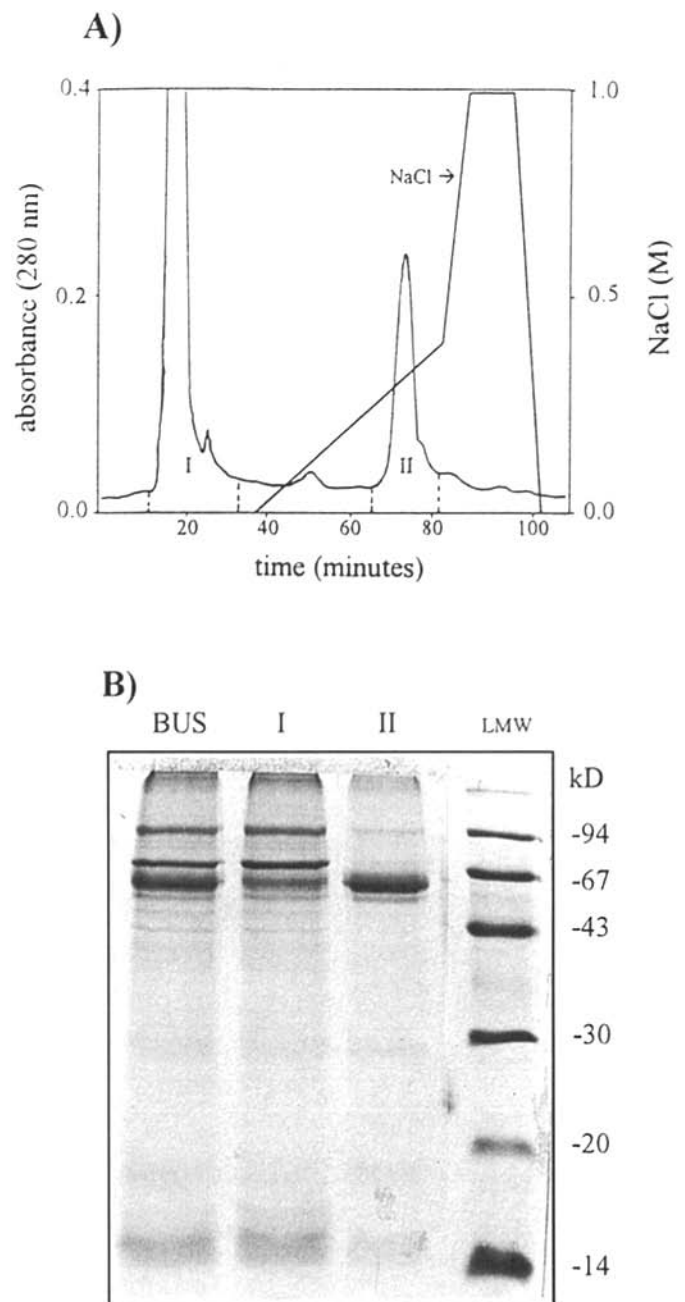 A)
0.4
0.2
0.0
absorbance (280 nm)
1.0
0.5
0.0
NaCl (M)
NaCl →
I
II
20 40 60 80 100
time (minutes)
B)
BUS I II LMW
kD
-94
-67
-43
-30
-20
-14